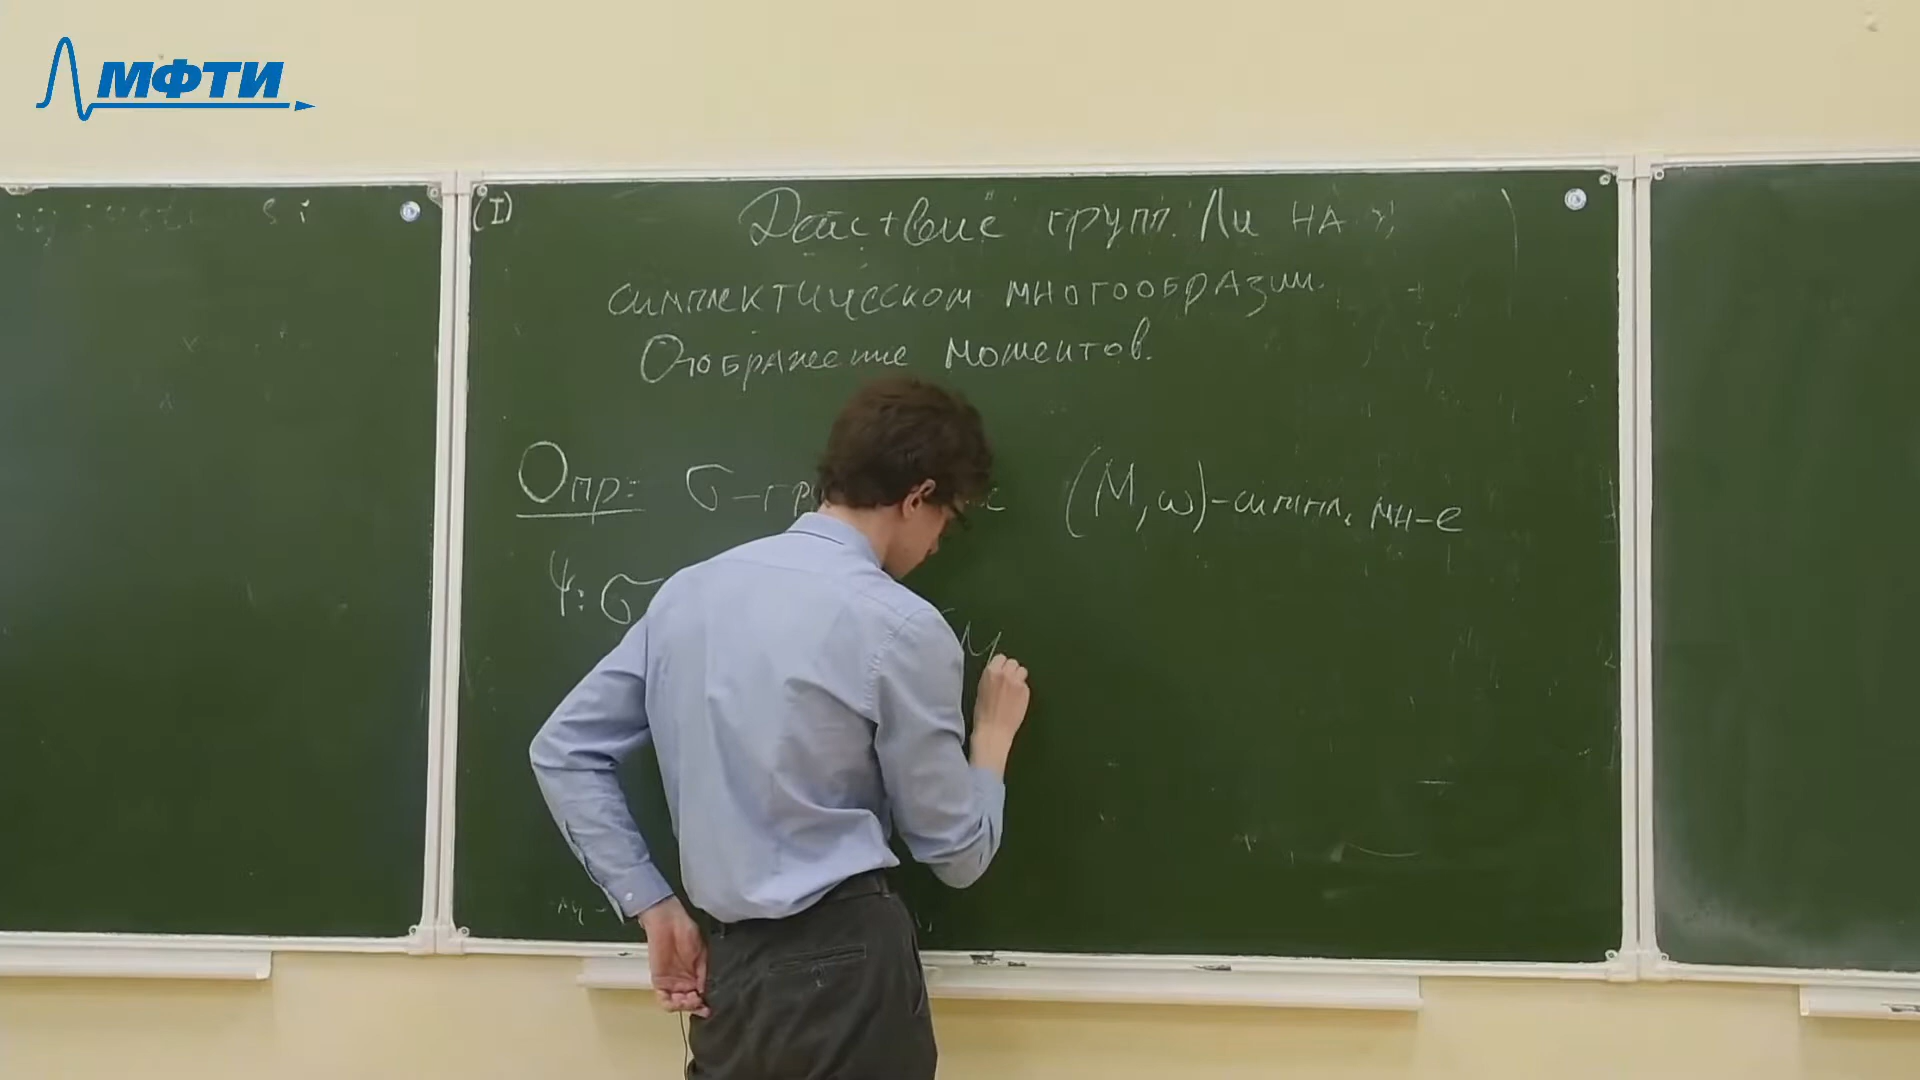 МФТИ
(I) Действие групп Ли на
симплектическом многообразии.
Отображение моментов.
Опр: G-гр (M, ω)-симпл. мн-е
Ψ: G M